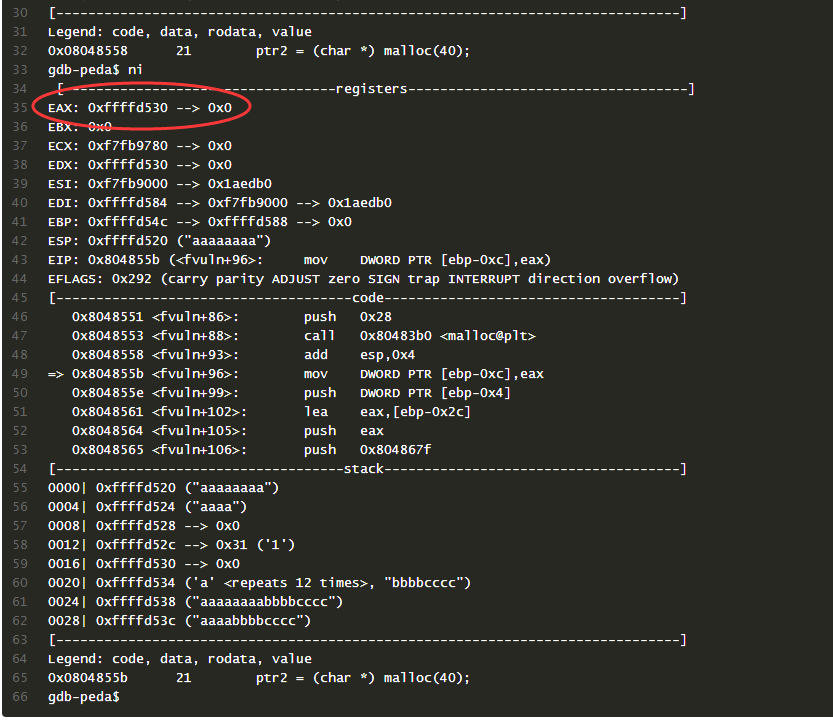 30 [------------------------------------------------------------------------------]
31 Legend: code, data, rodata, value
32 0x08048558      21        ptr2 = (char *) malloc(40);
33 gdb-peda$ ni
34  [----------------------------------registers-----------------------------------]
35 EAX: 0xffffd530 --> 0x0
36 EBX: 0x0
37 ECX: 0xf7fb9780 --> 0x0
38 EDX: 0xffffd530 --> 0x0
39 ESI: 0xf7fb9000 --> 0x1aedb0
40 EDI: 0xffffd584 --> 0xf7fb9000 --> 0x1aedb0
41 EBP: 0xffffd54c --> 0xffffd588 --> 0x0
42 ESP: 0xffffd520 ("aaaaaaaa")
43 EIP: 0x804855b (<fvuln+96>:     mov    DWORD PTR [ebp-0xc],eax)
44 EFLAGS: 0x292 (carry parity ADJUST zero SIGN trap INTERRUPT direction overflow)
45 [-------------------------------------code-------------------------------------]
46    0x8048551 <fvuln+86>:        push   0x28
47    0x8048553 <fvuln+88>:        call   0x80483b0 <malloc@plt>
48    0x8048558 <fvuln+93>:        add    esp,0x4
49 => 0x804855b <fvuln+96>:        mov    DWORD PTR [ebp-0xc],eax
50    0x804855e <fvuln+99>:        push   DWORD PTR [ebp-0x4]
51    0x8048561 <fvuln+102>:       lea    eax,[ebp-0x2c]
52    0x8048564 <fvuln+105>:       push   eax
53    0x8048565 <fvuln+106>:       push   0x804867f
54 [------------------------------------stack-------------------------------------]
55 0000| 0xffffd520 ("aaaaaaaa")
56 0004| 0xffffd524 ("aaaa")
57 0008| 0xffffd528 --> 0x0
58 0012| 0xffffd52c --> 0x31 ('1')
59 0016| 0xffffd530 --> 0x0
60 0020| 0xffffd534 ('a' <repeats 12 times>, "bbbbcccc")
61 0024| 0xffffd538 ("aaaaaaaabbbbcccc")
62 0028| 0xffffd53c ("aaaabbbbcccc")
63 [------------------------------------------------------------------------------]
64 Legend: code, data, rodata, value
65 0x0804855b      21        ptr2 = (char *) malloc(40);
66 gdb-peda$